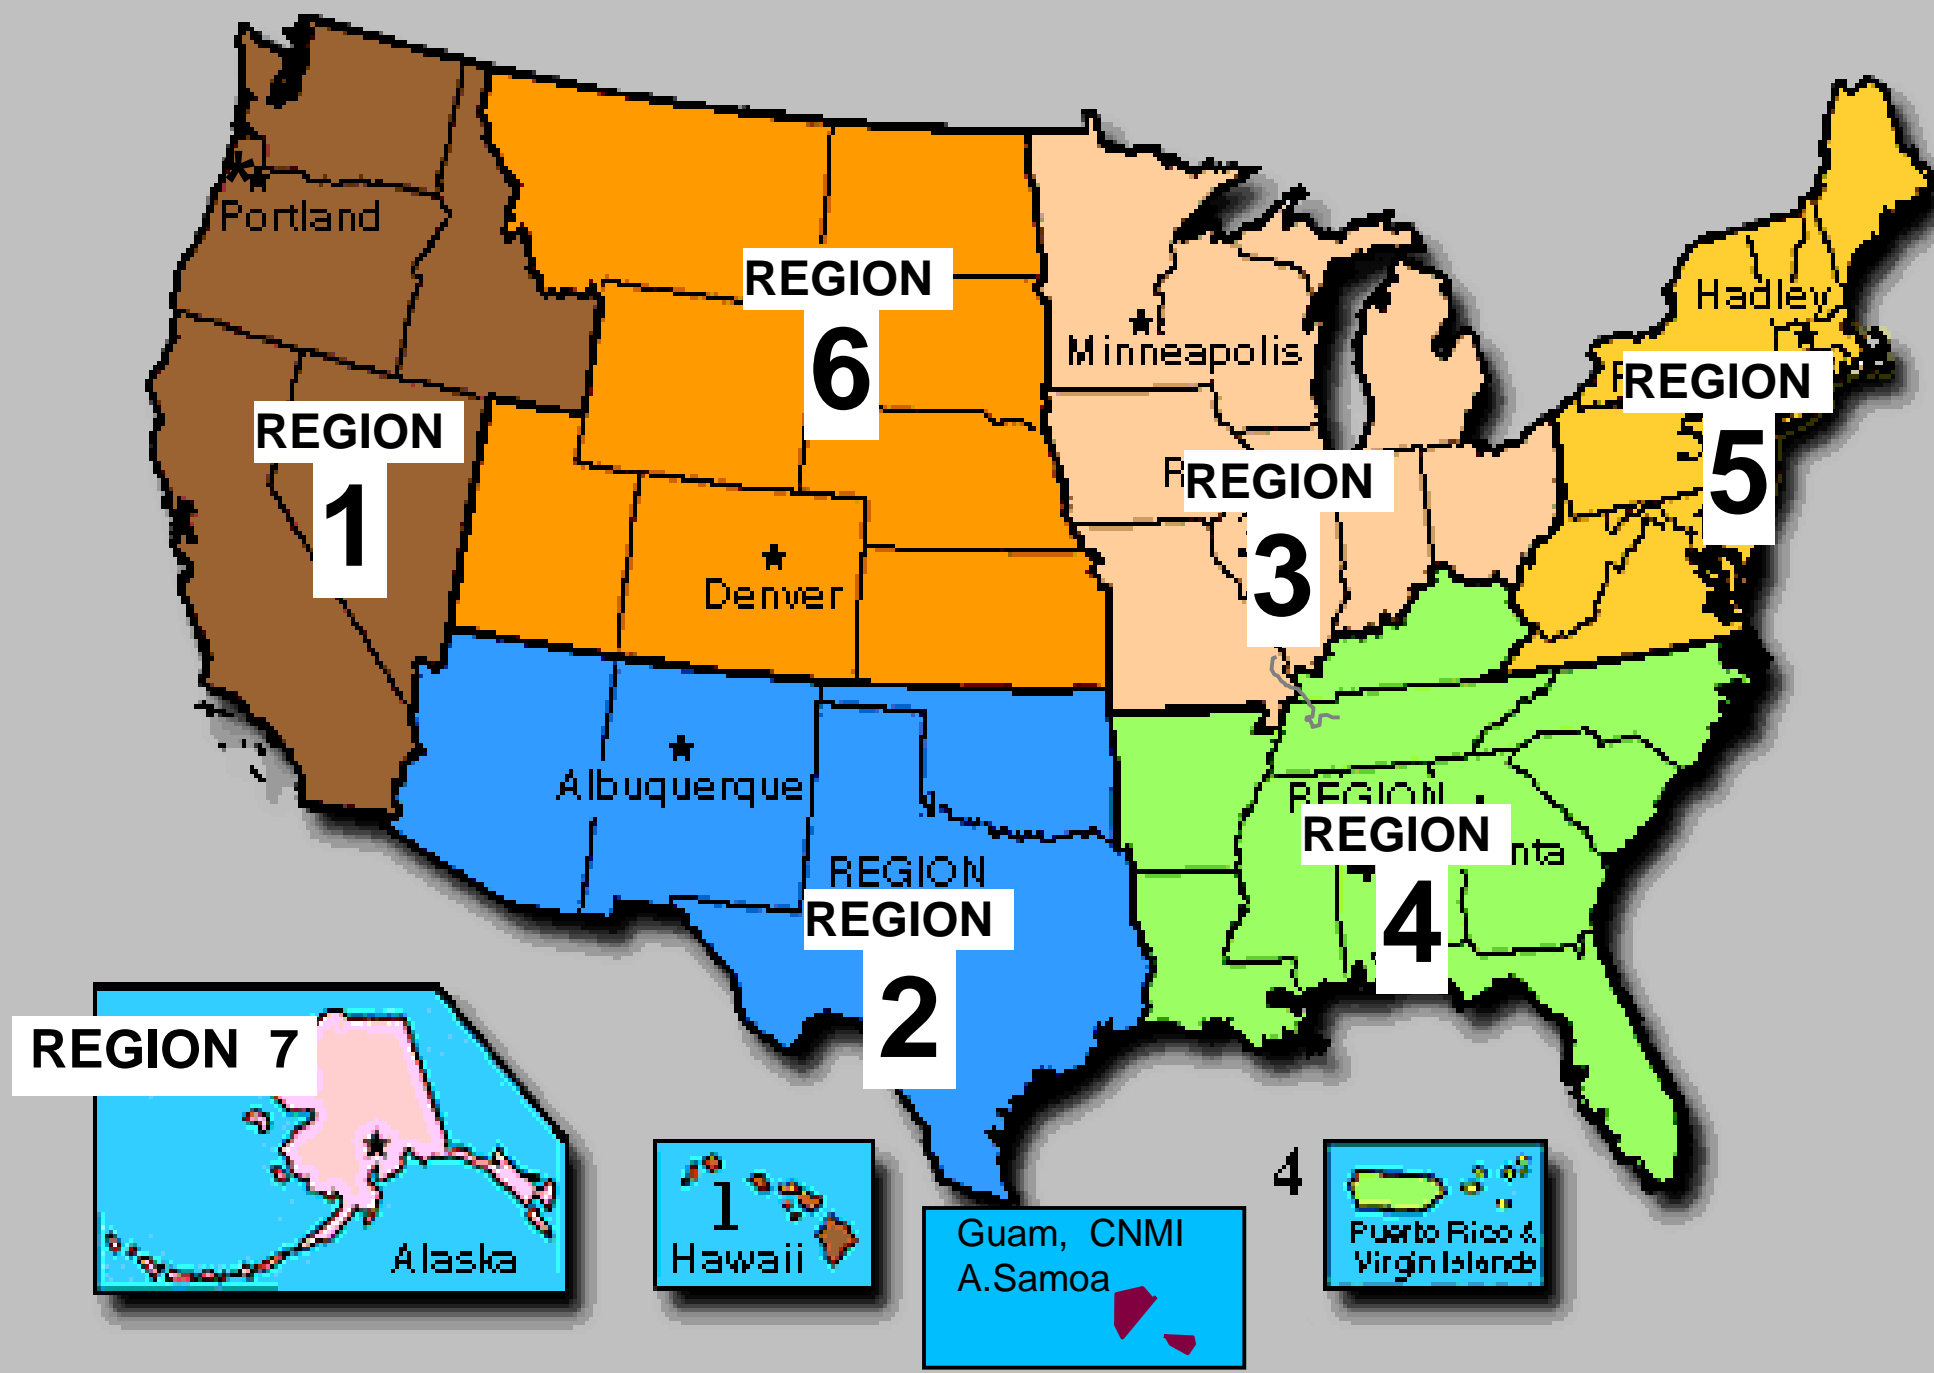 Portland
REGION
6
Minneapolis
Hadley
REGION
5
REGION
1
REGION
3
Denver
Albuquerque
REGION
REGION
4
REGION
REGION
2
REGION 7
Alaska
1
Hawaii
Guam, CNMI
A.Samoa
4
Puerto Rico &
Virgin Islands